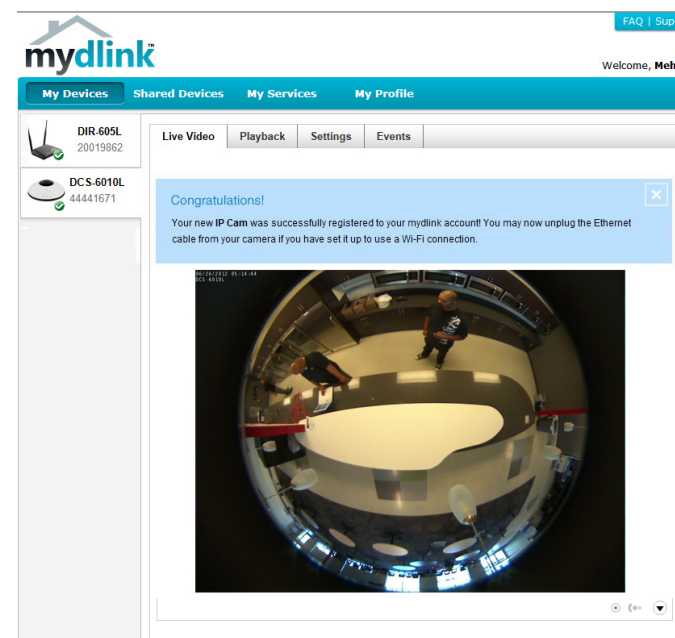 FAQ | Sup
mydlink™
Welcome, Meh
My Devices Shared Devices My Services My Profile
DIR-605L
20019862
DCS-6010L
44441671
Live Video Playback Settings Events
Congratulations!
Your new IP Cam was successfully registered to your mydlink account! You may now unplug the Ethernet
cable from your camera if you have set it up to use a Wi-Fi connection.
06/26/2012 05:14:44
DCS-6010L